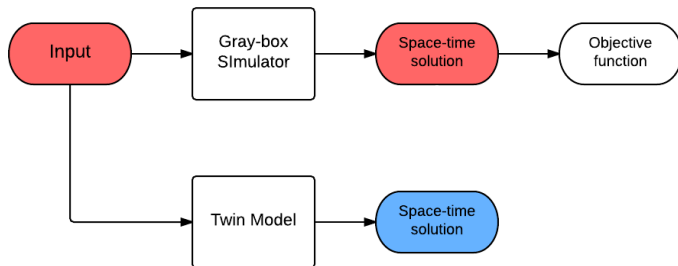 Input
Gray-box
SImulator
Space-time
solution
Objective
function
Twin Model
Space-time
solution